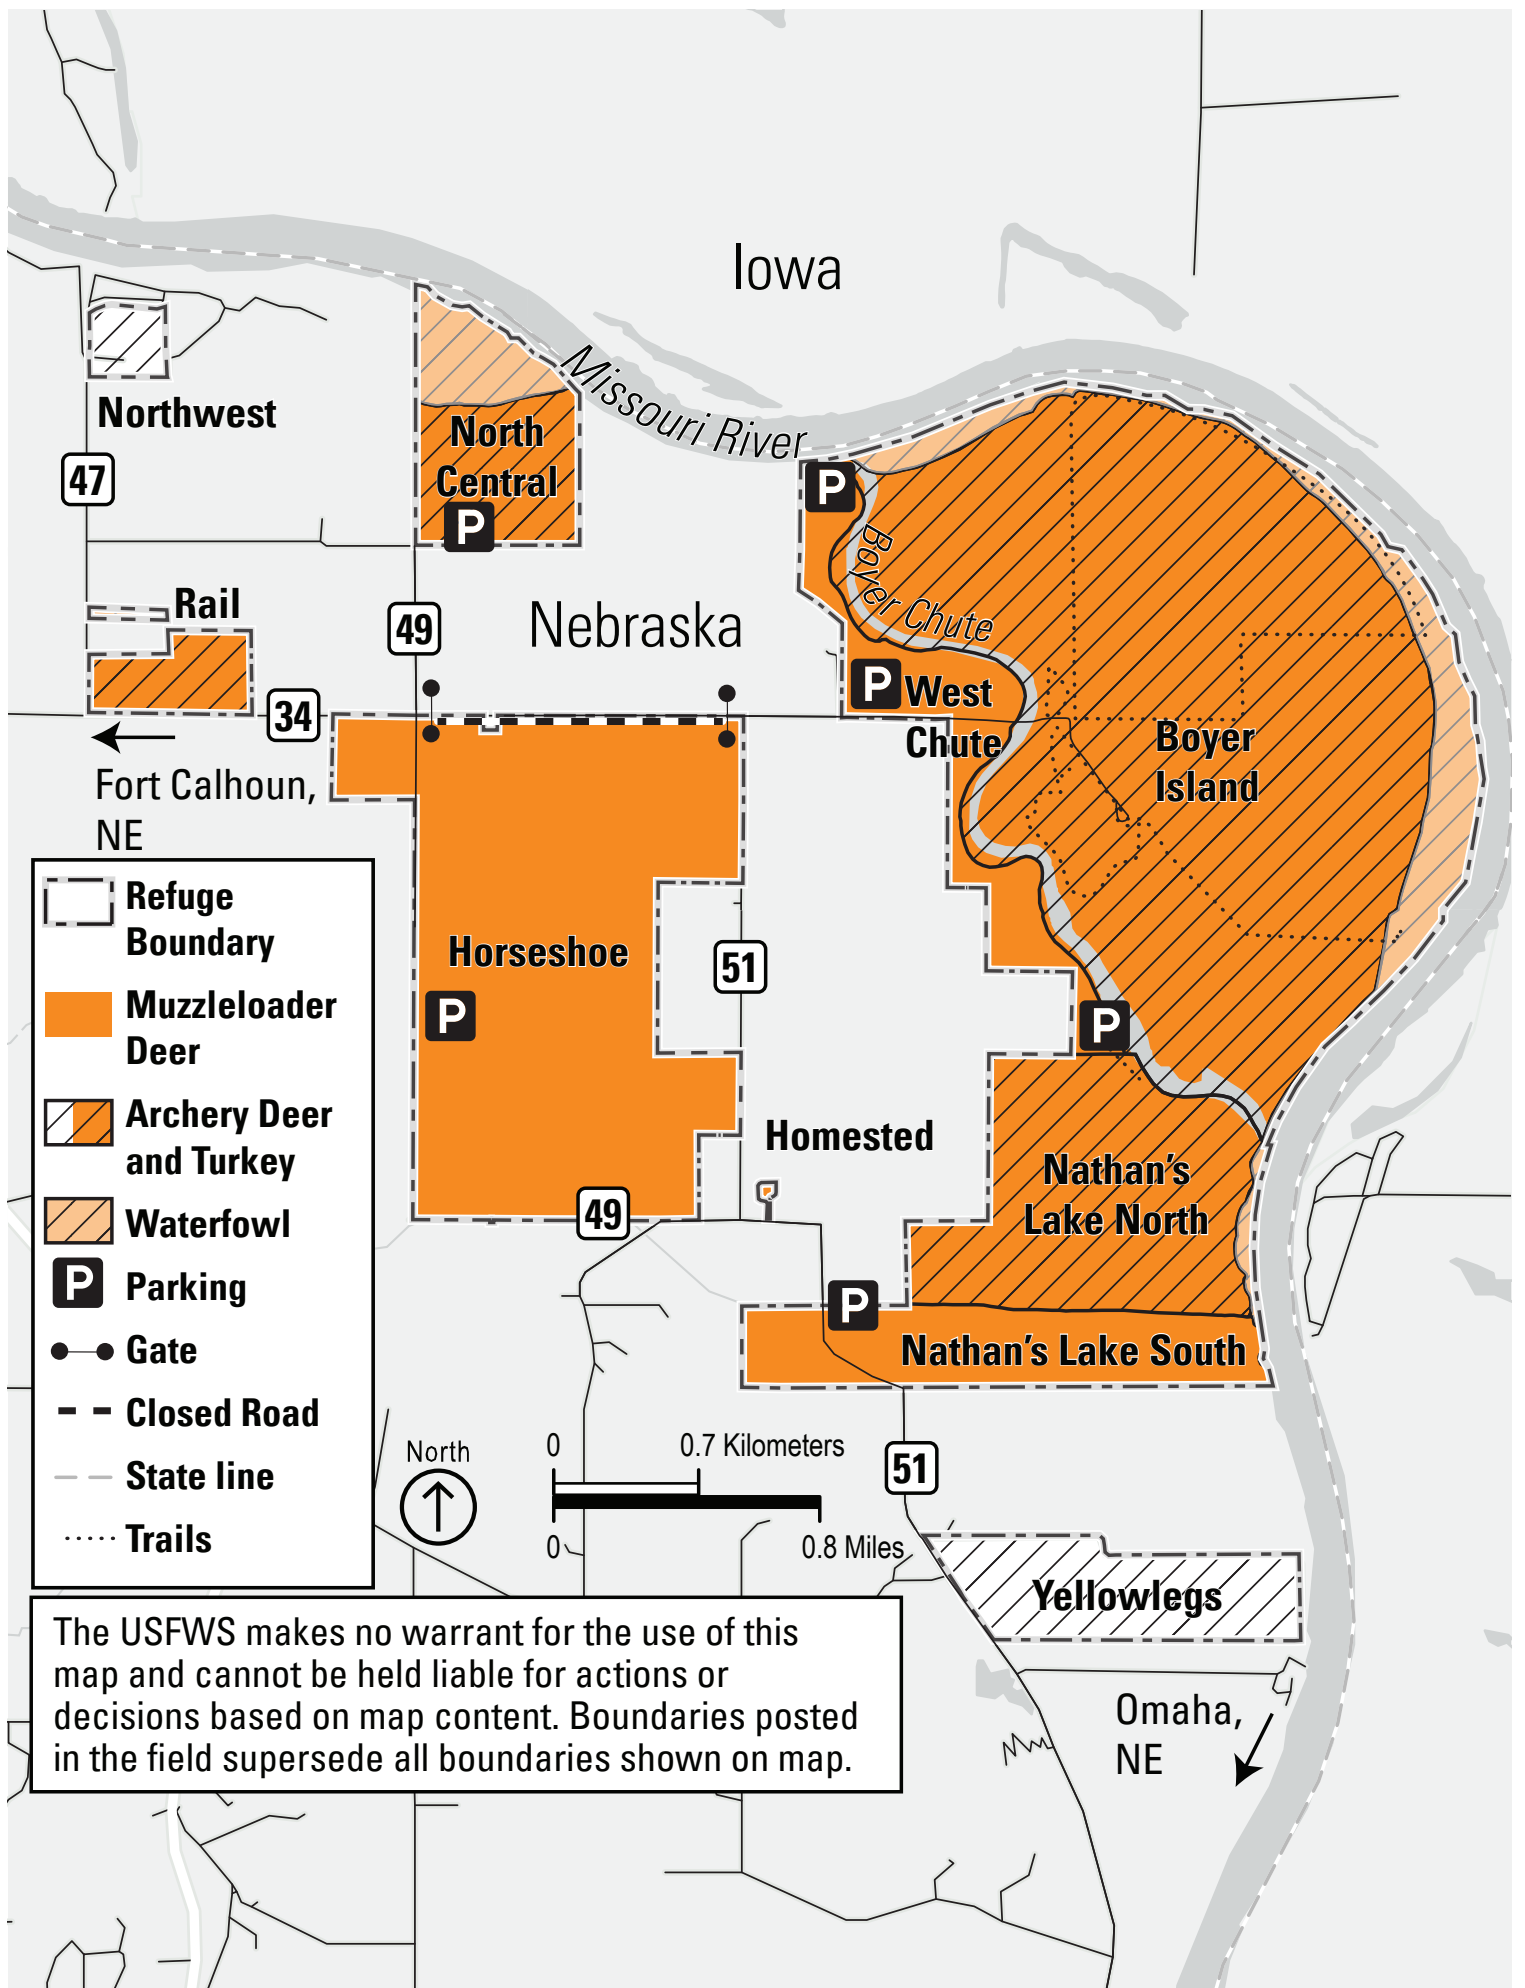 Iowa
Missouri River
Northwest
47
North
Central
P
P
Boyer Chute
Rail
49
Nebraska
34
P
West
Chute
Boyer
Island
Fort Calhoun,
NE
Horseshoe
51
P
P
Homested
Nathan's
Lake North
49
P
Nathan's Lake South
Refuge
Boundary
Muzzleloader
Deer
Archery Deer
and Turkey
Waterfowl
P
Parking
Gate
Closed Road
State line
Trails
North
0
0.7 Kilometers
0
0.8 Miles
51
Yellowlegs
The USFWS makes no warrant for the use of this
map and cannot be held liable for actions or
decisions based on map content. Boundaries posted
in the field supersede all boundaries shown on map.
Omaha,
NE